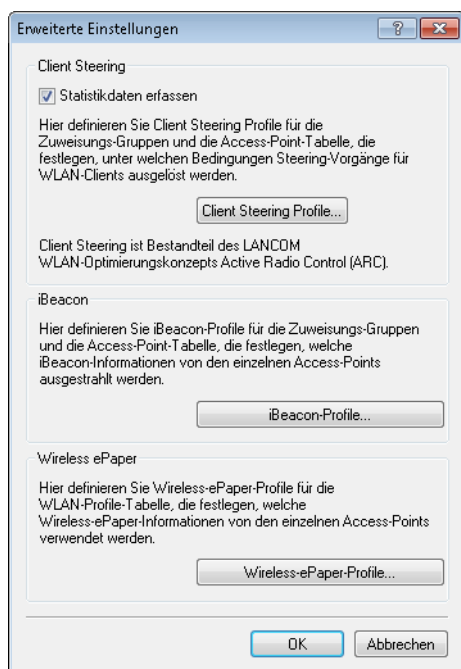 Erweiterte Einstellungen
Client Steering
Statistikdaten erfassen
Hier definieren Sie Client Steering Profile für die
Zuweisungs-Gruppen und die Access-Point-Tabelle, die
festlegen, unter welchen Bedingungen Steering-Vorgänge für
WLAN-Clients ausgelöst werden.
Client Steering Profile...
Client Steering ist Bestandteil des LANCOM
WLAN-Optimierungskonzepts Active Radio Control (ARC).
iBeacon
Hier definieren Sie iBeacon-Profile für die Zuweisungs-Gruppen
und die Access-Point-Tabelle, die festlegen, welche
iBeacon-Informationen von den einzelnen Access-Points
ausgestrahlt werden.
iBeacon-Profile...
Wireless ePaper
Hier definieren Sie Wireless-ePaper-Profile für die
WLAN-Profile-Tabelle, die festlegen, welche
Wireless-ePaper-Informationen von den einzelnen Access-Points
verwendet werden.
Wireless-ePaper-Profile...
OK
Abbrechen